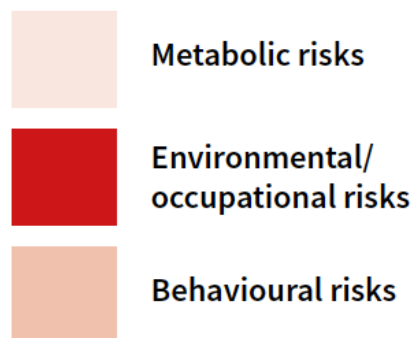 Metabolic risks
Environmental/
occupational risks
Behavioural risks